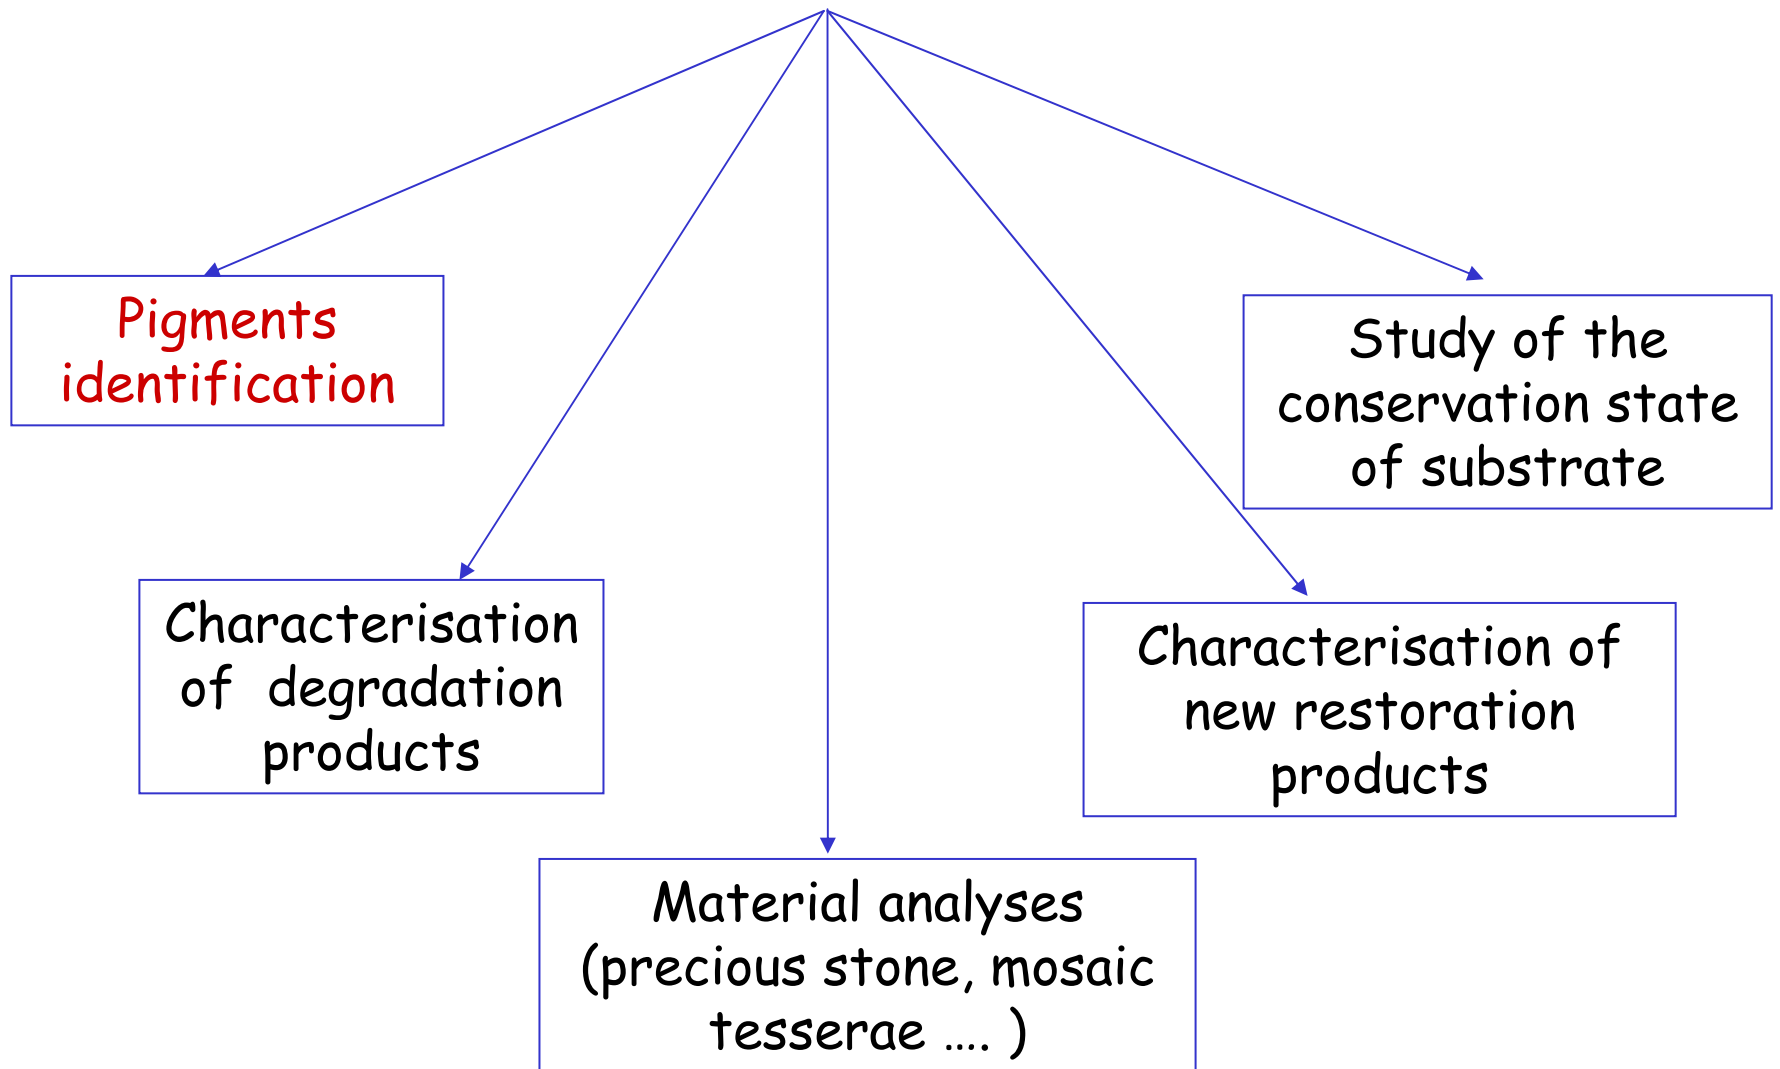 Pigments
identification
Study of the
conservation state
of substrate
Characterisation
of degradation
products
Characterisation of
new restoration
products
Material analyses
(precious stone, mosaic
tesserae .... )